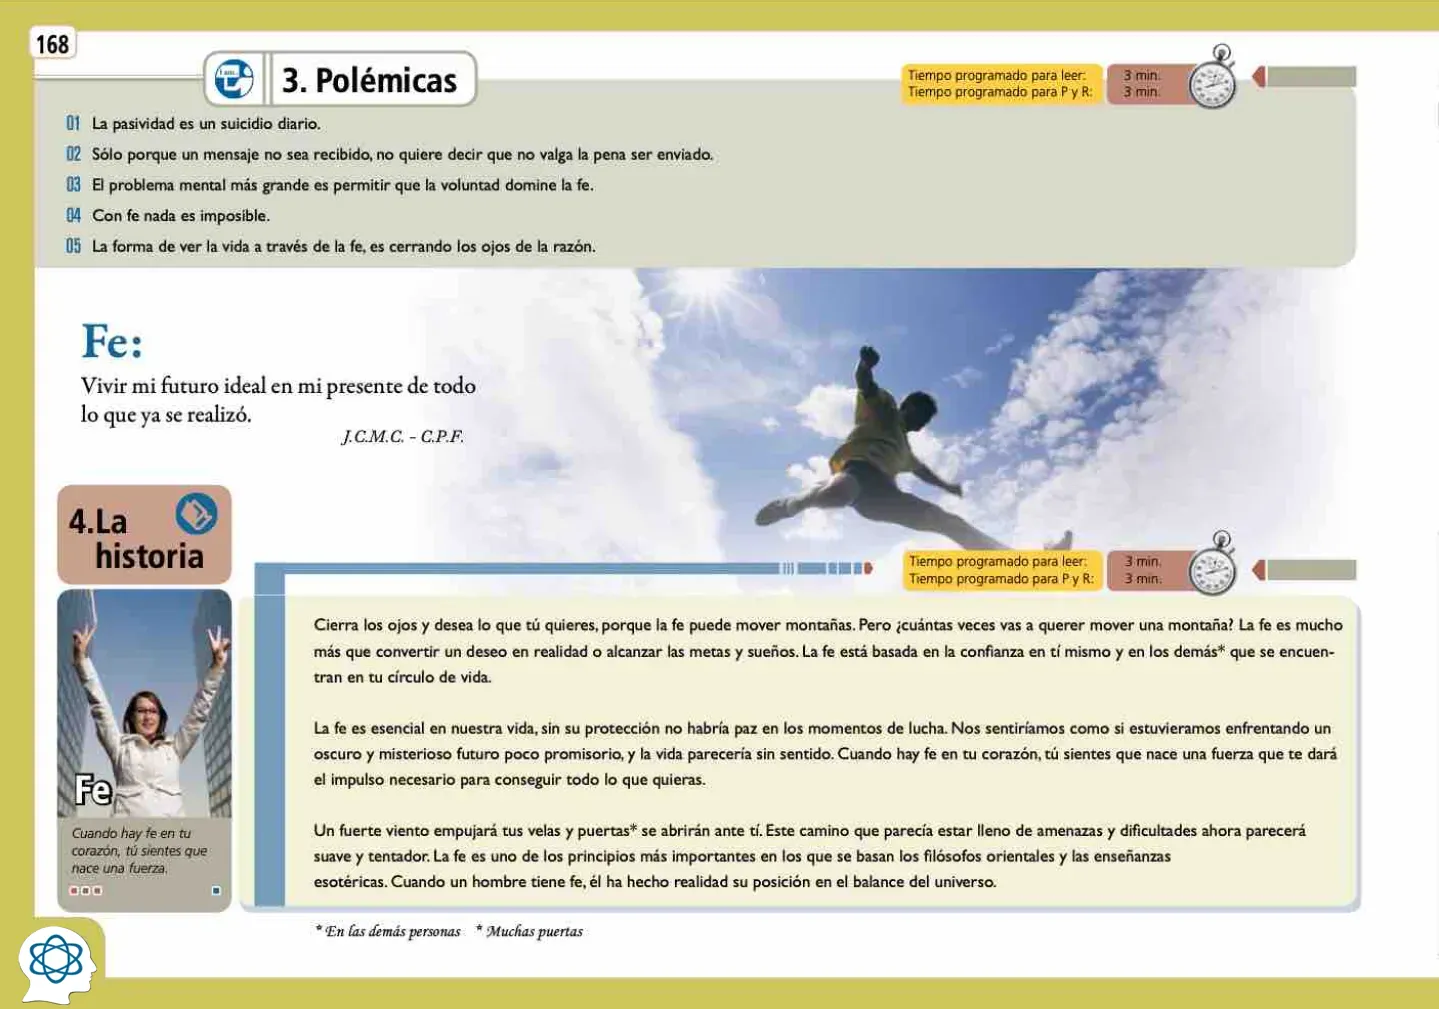 168
3. Polémicas
Tiempo programado para leer: 3 min.
Tiempo programado para P y R: 3 min.
01 La pasividad es un suicidio diario.
02 Sólo porque un mensaje no sea recibido, no quiere decir que no valga la pena ser enviado.
03 El problema mental más grande es permitir que la voluntad domine la fe.
04 Con fe nada es imposible.
05 La forma de ver la vida a través de la fe, es cerrando los ojos de la razón.
Fe:
Vivir mi futuro ideal en mi presente de todo
lo que ya se realizó.
J.C.M.C. - C.P.F.
4. La
historia
Tiempo programado para leer: 3 min.
Tiempo programado para P y R: 3 min.
Cierra los ojos y desea lo que tú quieres, porque la fe puede mover montañas. Pero ¿cuántas veces vas a querer mover una montaña? La fe es mucho
más que convertir un deseo en realidad o alcanzar las metas y sueños. La fe está basada en la confianza en tí mismo y en los demás* que se encuen-
tran en tu círculo de vida.
La fe es esencial en nuestra vida, sin su protección no habría paz en los momentos de lucha. Nos sentiríamos como si estuvieramos enfrentando un
oscuro y misterioso futuro poco promisorio, y la vida parecería sin sentido. Cuando hay fe en tu corazón, tú sientes que nace una fuerza que te dará
el impulso necesario para conseguir todo lo que quieras.
Un fuerte viento empujará tus velas y puertas* se abrirán ante tí. Este camino que parecía estar lleno de amenazas y dificultades ahora parecerá
suave y tentador. La fe es uno de los principios más importantes en los que se basan los filósofos orientales y las enseñanzas
esotéricas. Cuando un hombre tiene fe, él ha hecho realidad su posición en el balance del universo.
Fe
Cuando hay fe en tu
corazón, tú sientes que
nace una fuerza.
* En las demás personas * Muchas puertas